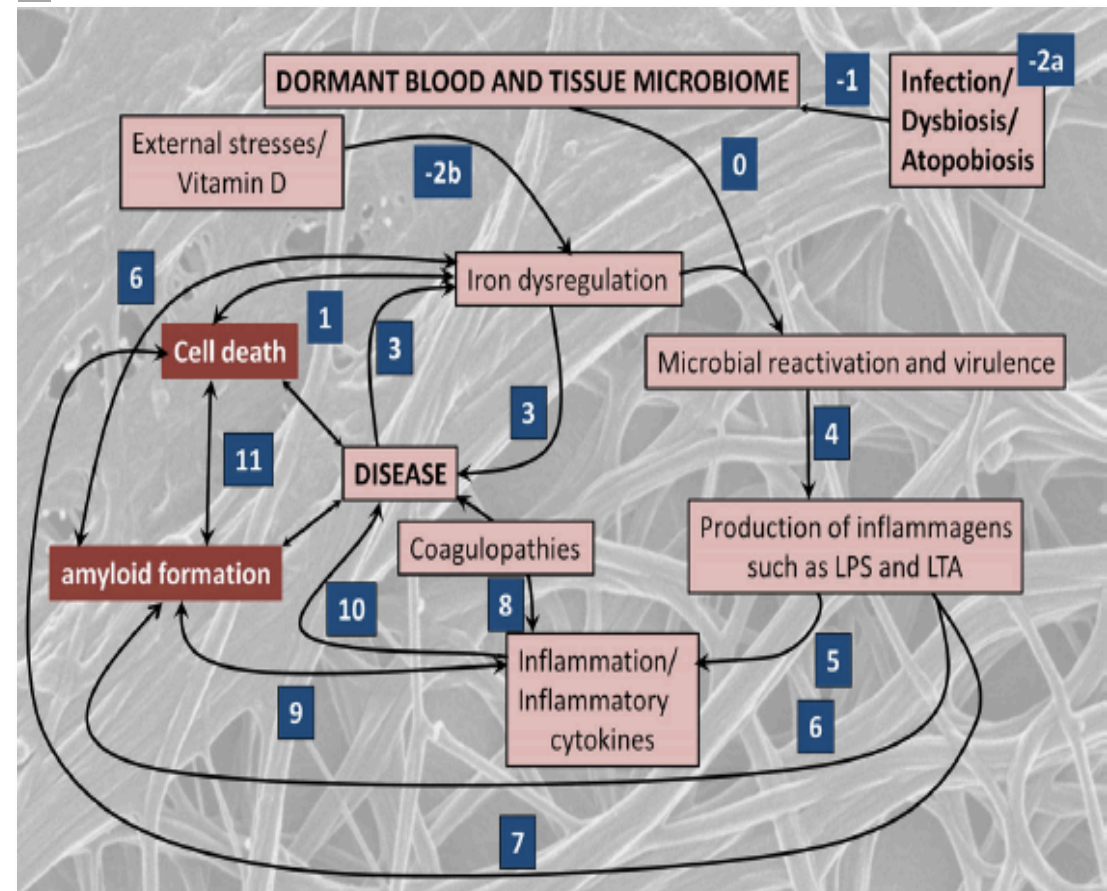 DORMANT BLOOD AND TISSUE MICROBIOME
-1
-2a
Infection/
Dysbiosis/
Atopobiosis
External stresses/
Vitamin D
-2b
0
6
Iron dysregulation
1
3
Cell death
Microbial reactivation and virulence
3
4
11
DISEASE
Production of inflammagens
such as LPS and LTA
Coagulopathies
amyloid formation
10
8
Inflammation/
Inflammatory
cytokines
5
9
6
7